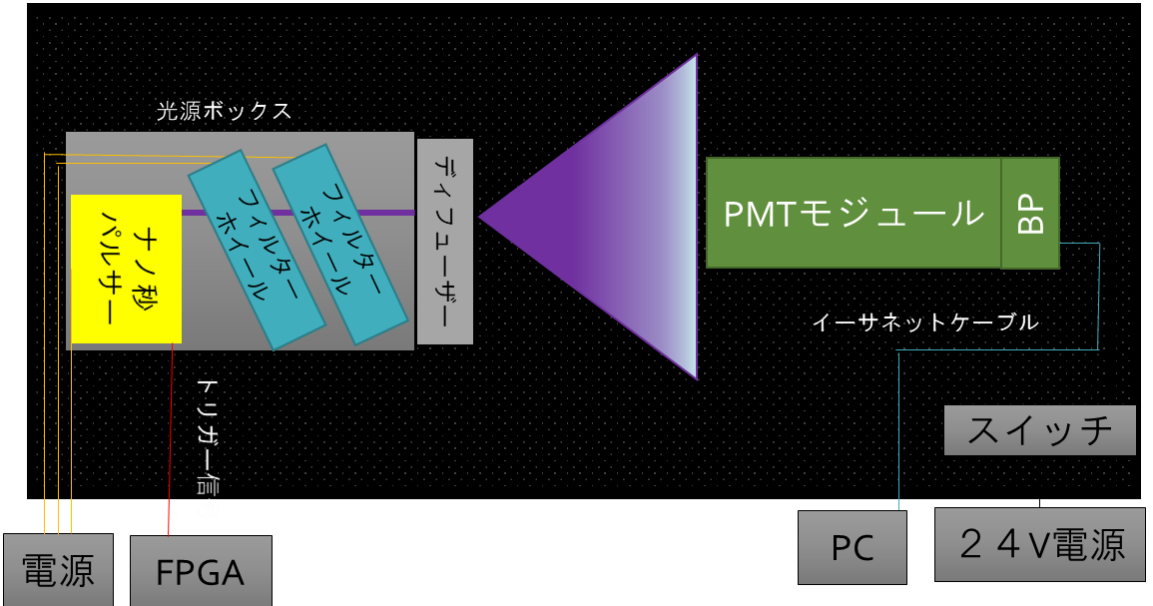 光源ボックス
ナノ秒
パルサー
フィルター
ホイール
フィルター
ホイール
ディフューザー
PMTモジュール
BP
イーサネットケーブル
トリガー信
スイッチ
電源
FPGA
PC
２４V電源